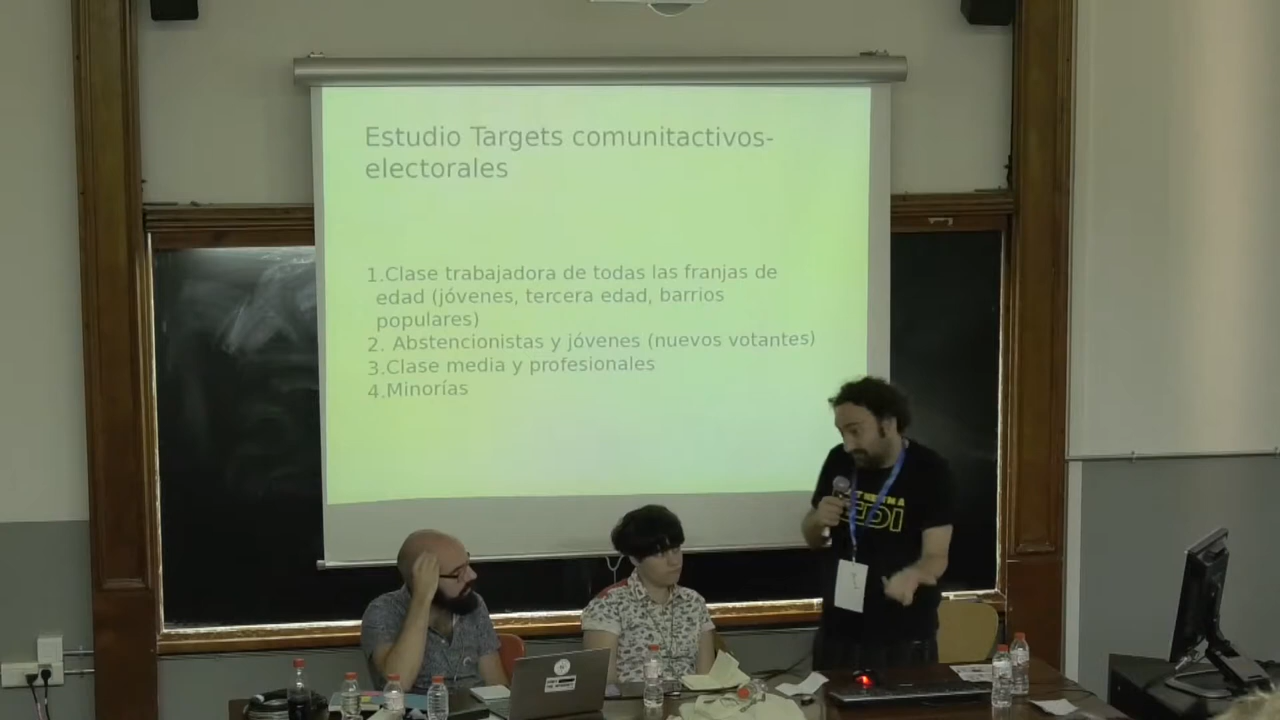 Estudio Targets comunitactivos-
electorales
1.Clase trabajadora de todas las franjas de
edad (jóvenes, tercera edad, barrios
populares)
2. Abstencionistas y jóvenes (nuevos votantes)
3.Clase media y profesionales
4.Minorías